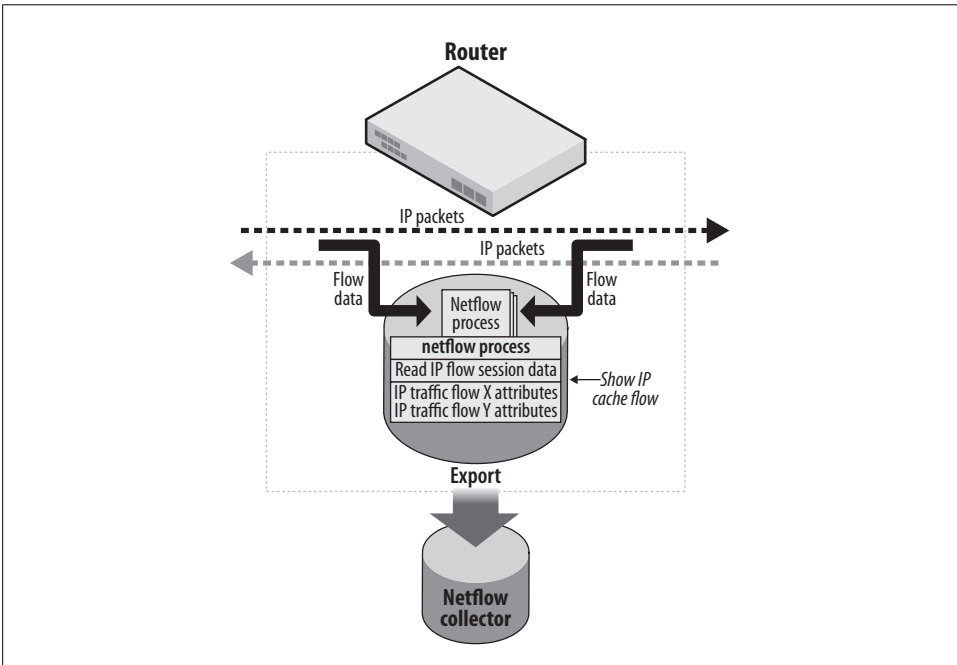 Router
IP packets
IP packets
Flow
data
Flow
data
Netflow
process
netflow process
Read IP flow session data
IP traffic flow X attributes
IP traffic flow Y attributes
Show IP
cache flow
Export
Netflow
collector